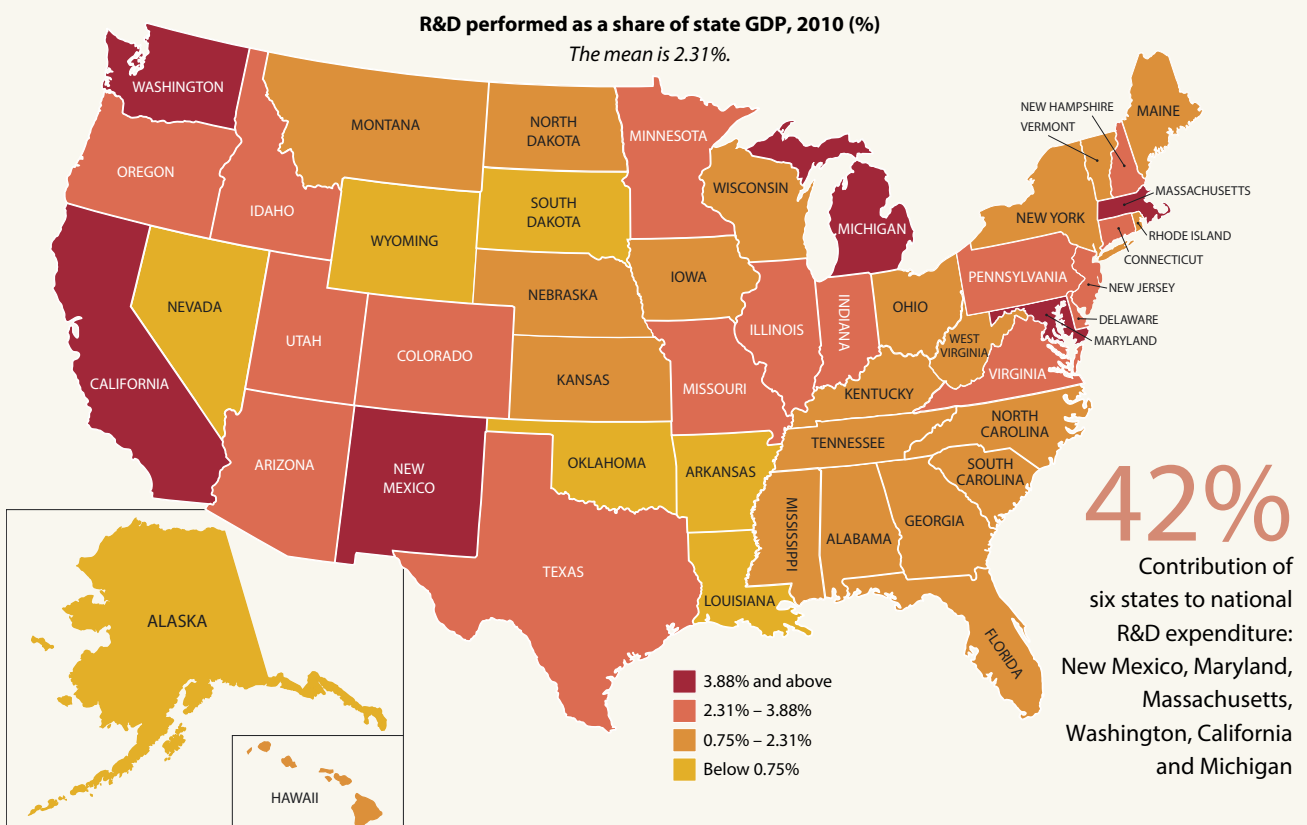 R&D performed as a share of state GDP, 2010 (%)
The mean is 2.31%.
WASHINGTON
OREGON
IDAHO
MONTANA
NORTH
DAKOTA
MINNESOTA
WISCONSIN
MICHIGAN
NEW HAMPSHIRE
VERMONT
MAINE
MASSACHUSETTS
RHODE ISLAND
CONNECTICUT
NEW YORK
PENNSYLVANIA
NEW JERSEY
DELAWARE
MARYLAND
WYOMING
SOUTH
DAKOTA
NEVADA
NEBRASKA
IOWA
UTAH
COLORADO
KANSAS
ILLINOIS
INDIANA
OHIO
WEST
VIRGINIA
VIRGINIA
CALIFORNIA
MISSOURI
KENTUCKY
ARIZONA
NEW
MEXICO
OKLAHOMA
ARKANSAS
TENNESSEE
NORTH
CAROLINA
SOUTH
CAROLINA
MISSISSIPPI
ALABAMA
GEORGIA
TEXAS
LOUISIANA
FLORIDA
ALASKA
HAWAII
3.88% and above
2.31% – 3.88%
0.75% – 2.31%
Below 0.75%
42%
Contribution of
six states to national
R&D expenditure:
New Mexico, Maryland,
Massachusetts,
Washington, California
and Michigan